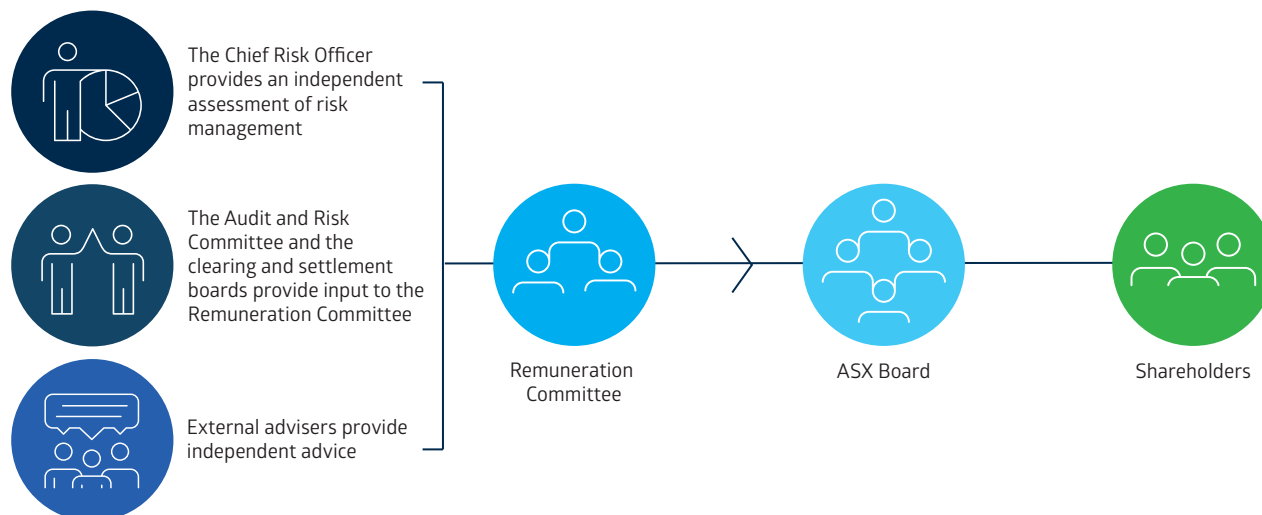 The Chief Risk Officer
provides an independent
assessment of risk
management
The Audit and Risk
Committee and the
clearing and settlement
boards provide input to the
Remuneration Committee
External advisers provide
independent advice
Remuneration
Committee
ASX Board
Shareholders